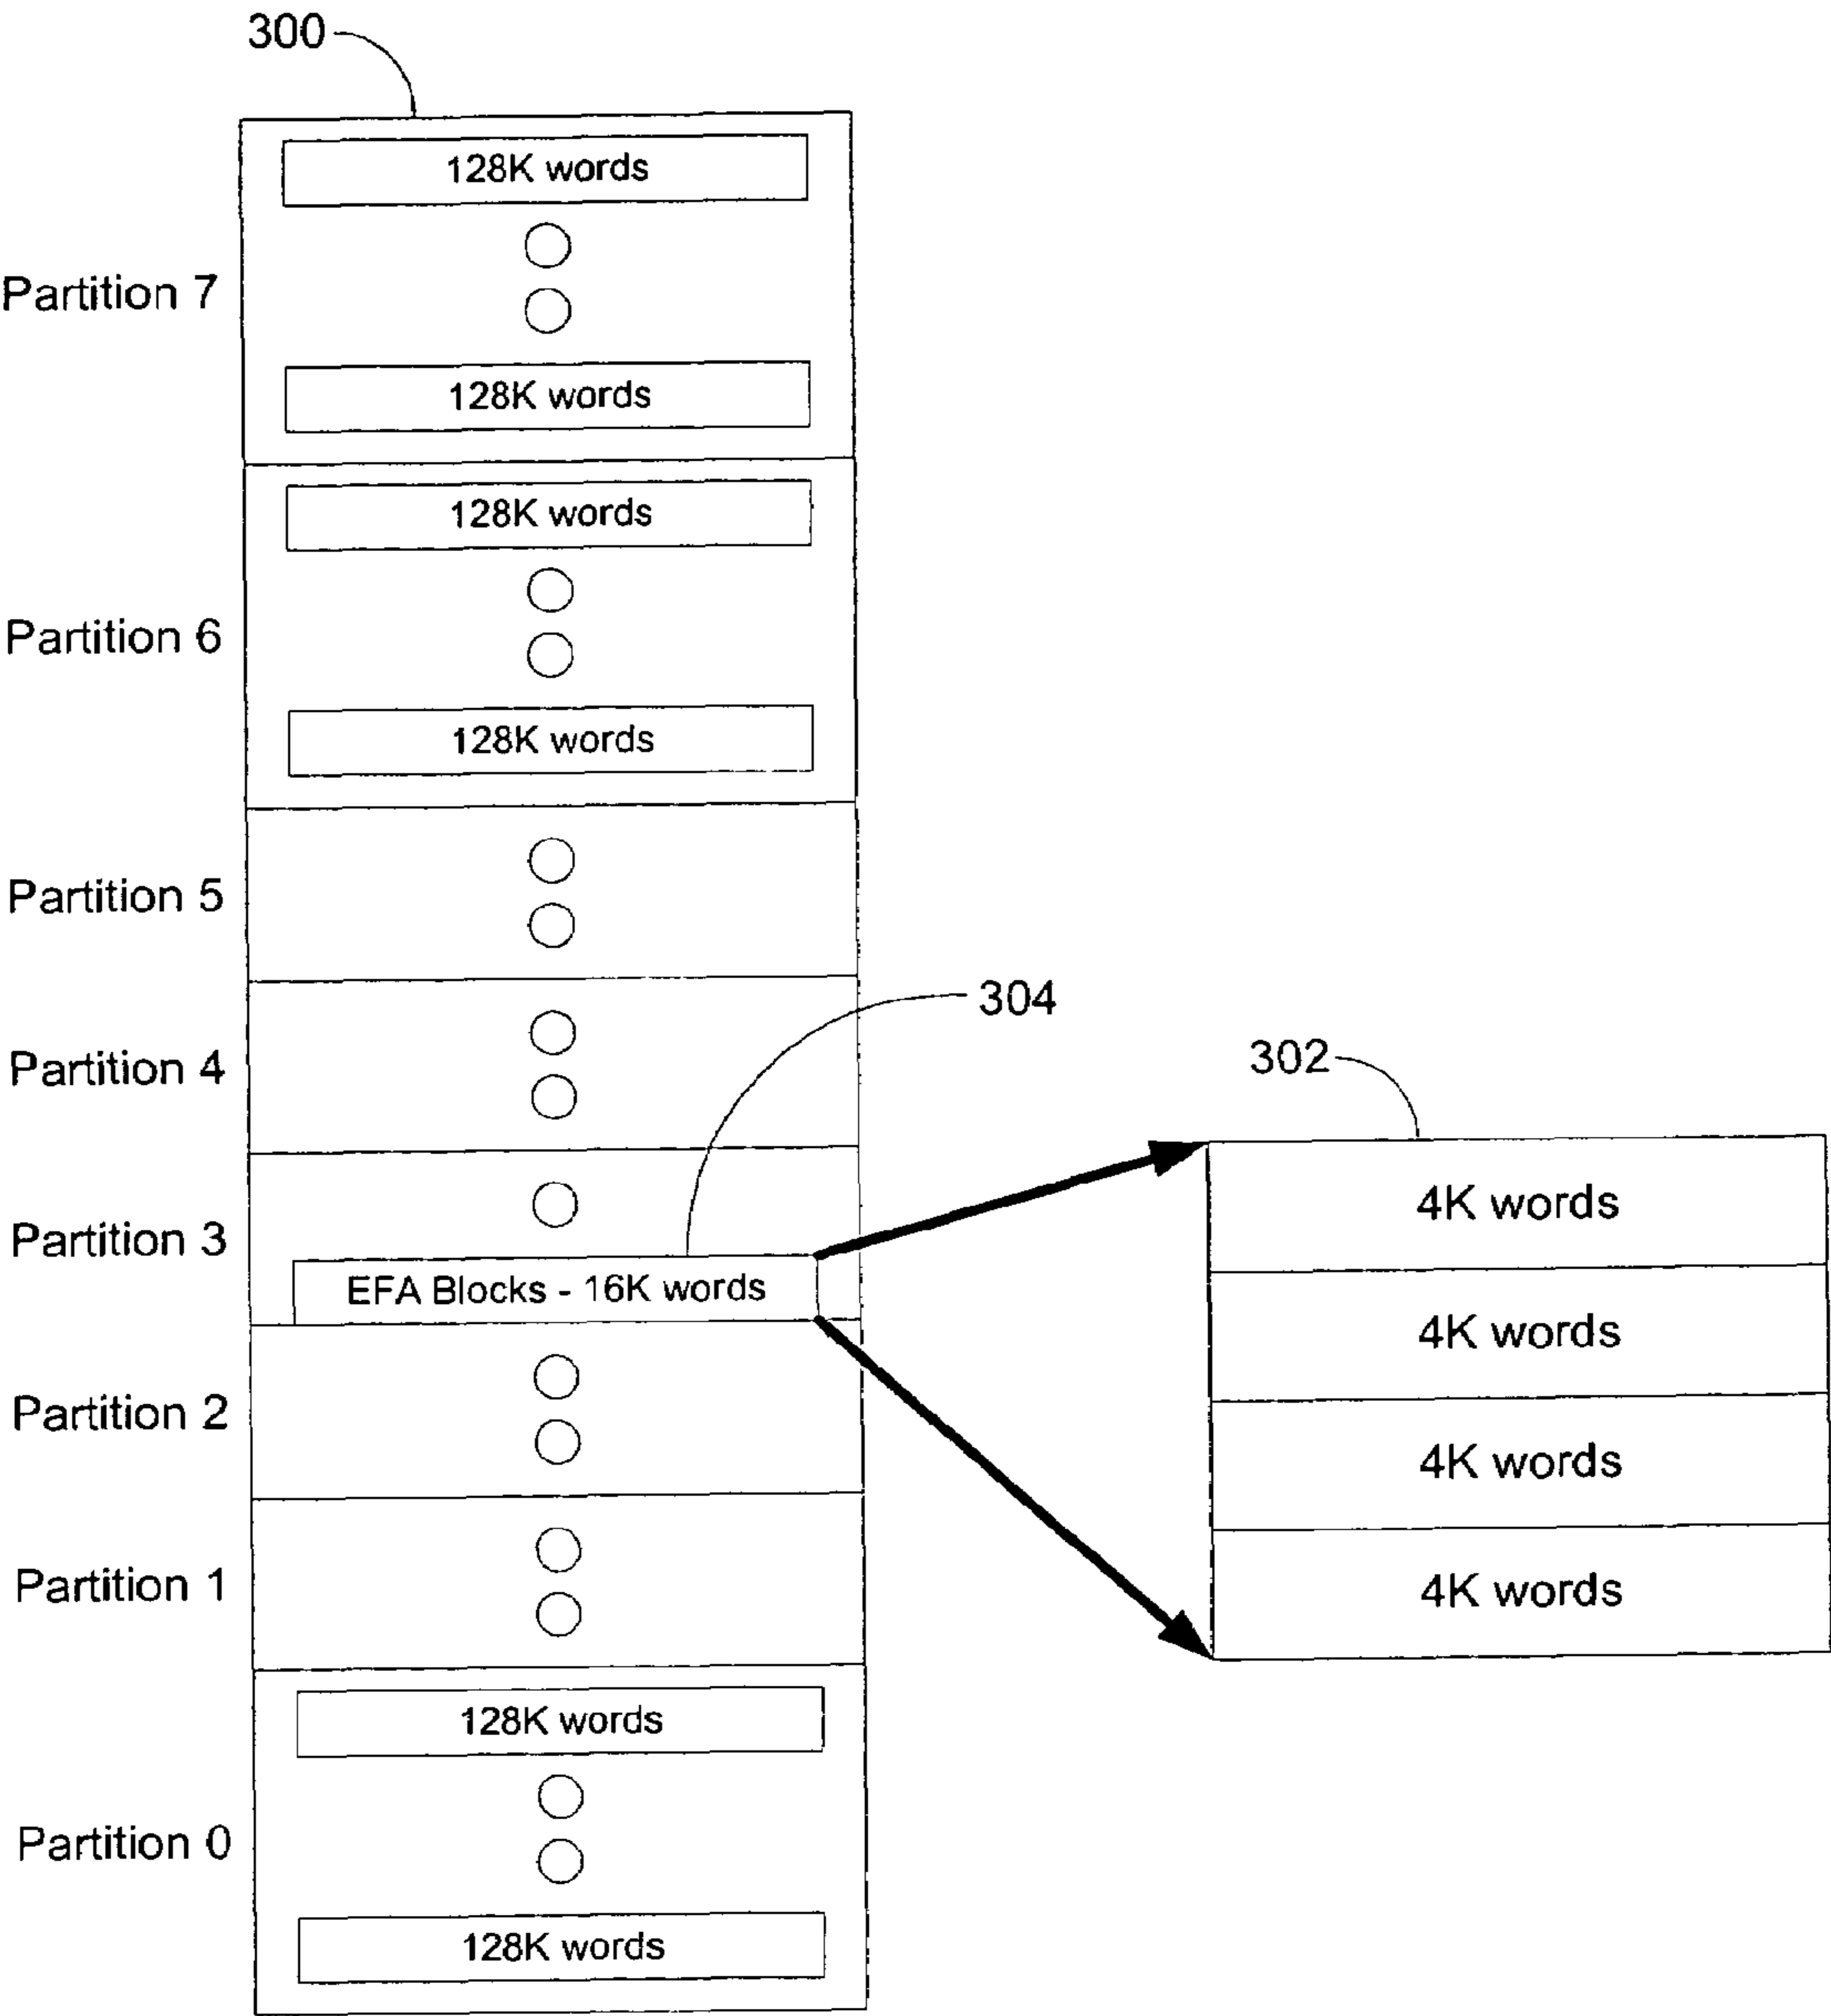 300
128K words
Partition 7
128K words
128K words
Partition 6
128K words
Partition 5
304
Partition 4
302
4K words
Partition 3
EFA Blocks - 16K words
4K words
Partition 2
4K words
Partition 1
4K words
128K words
Partition 0
128K words